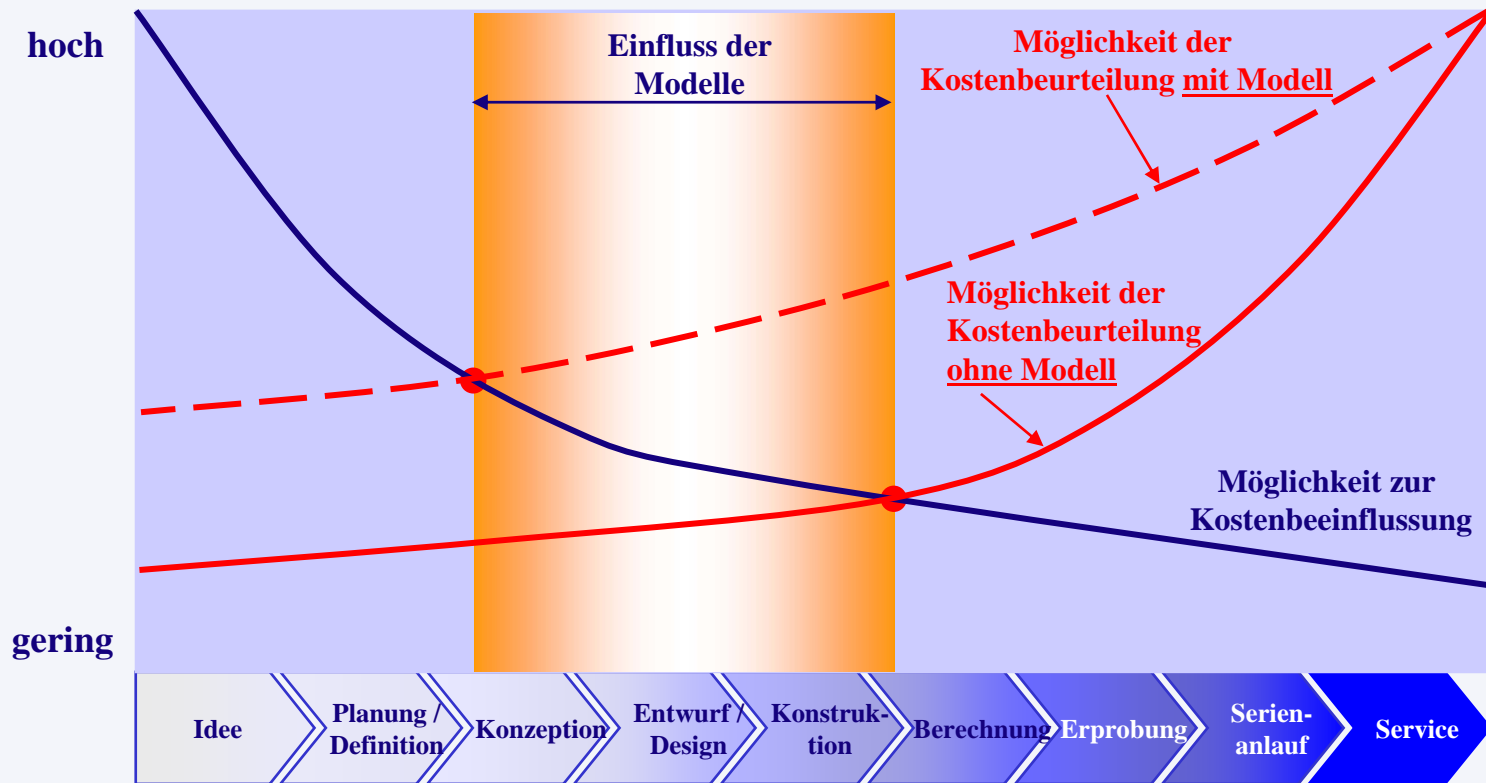 hoch
Einfluss der
Modelle
Möglichkeit der
Kostenbeurteilung mit Modell
Möglichkeit der
Kostenbeurteilung
ohne Modell
Möglichkeit zur
Kostenbeeinflussung
gering
Idee
Planung /
Definition
Konzeption
Entwurf /
Design
Konstruk-
tion
Berechnung
Erprobung
Serien-
anlauf
Service